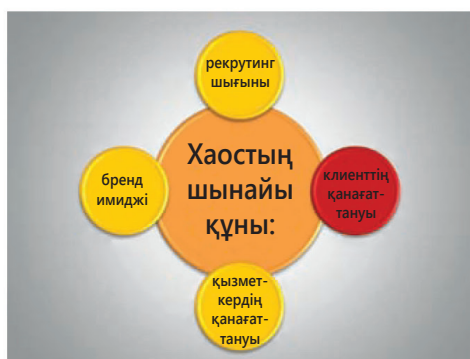 рекрутинг
шығыны
Хаостың
шынайы
құны:
бренд
имиджі
клиенттің
қанағат-
тануы
қызмет-
кердің
қанағат-
тануы